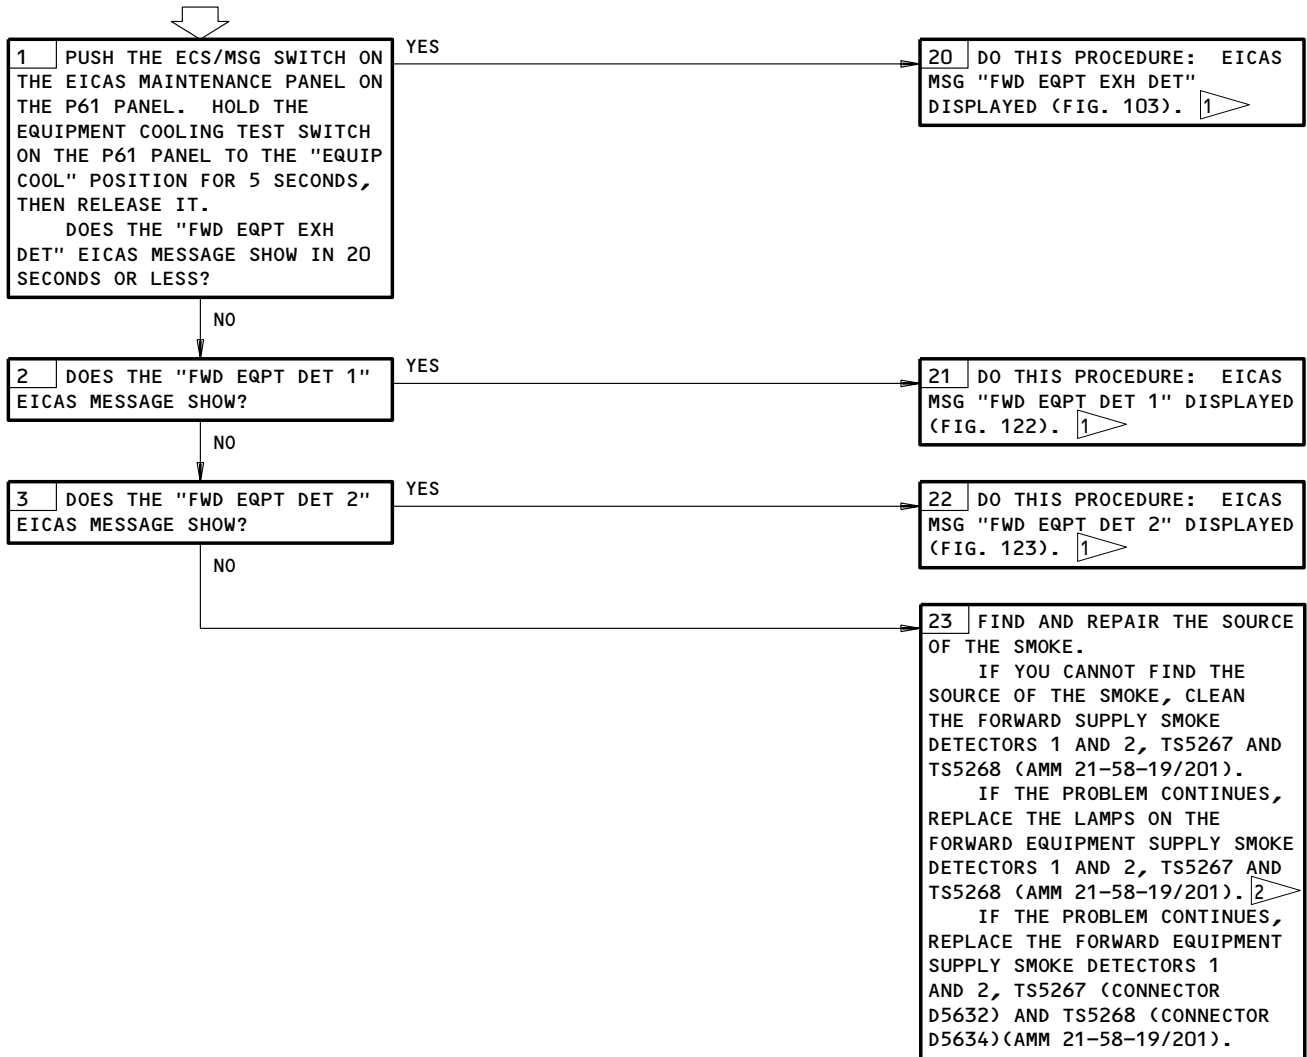 1 PUSH THE ECS/MSG SWITCH ON
THE EICAS MAINTENANCE PANEL ON
THE P61 PANEL. HOLD THE
EQUIPMENT COOLING TEST SWITCH
ON THE P61 PANEL TO THE "EQUIP
COOL" POSITION FOR 5 SECONDS,
THEN RELEASE IT.
DOES THE "FWD EQPT EXH
DET" EICAS MESSAGE SHOW IN 20
SECONDS OR LESS?
YES
20 DO THIS PROCEDURE: EICAS
MSG "FWD EQPT EXH DET"
DISPLAYED (FIG. 103). 1
NO
2 DOES THE "FWD EQPT DET 1"
EICAS MESSAGE SHOW?
YES
21 DO THIS PROCEDURE: EICAS
MSG "FWD EQPT DET 1" DISPLAYED
(FIG. 122). 1
NO
3 DOES THE "FWD EQPT DET 2"
EICAS MESSAGE SHOW?
YES
22 DO THIS PROCEDURE: EICAS
MSG "FWD EQPT DET 2" DISPLAYED
(FIG. 123). 1
NO
23 FIND AND REPAIR THE SOURCE
OF THE SMOKE.
IF YOU CANNOT FIND THE
SOURCE OF THE SMOKE, CLEAN
THE FORWARD SUPPLY SMOKE
DETECTORS 1 AND 2, TS5267 AND
TS5268 (AMM 21-58-19/201).
IF THE PROBLEM CONTINUES,
REPLACE THE LAMPS ON THE
FORWARD EQUIPMENT SUPPLY SMOKE
DETECTORS 1 AND 2, TS5267 AND
TS5268 (AMM 21-58-19/201). 2
IF THE PROBLEM CONTINUES,
REPLACE THE FORWARD EQUIPMENT
SUPPLY SMOKE DETECTORS 1
AND 2, TS5267 (CONNECTOR
D5632) AND TS5268 (CONNECTOR
D5634)(AMM 21-58-19/201).